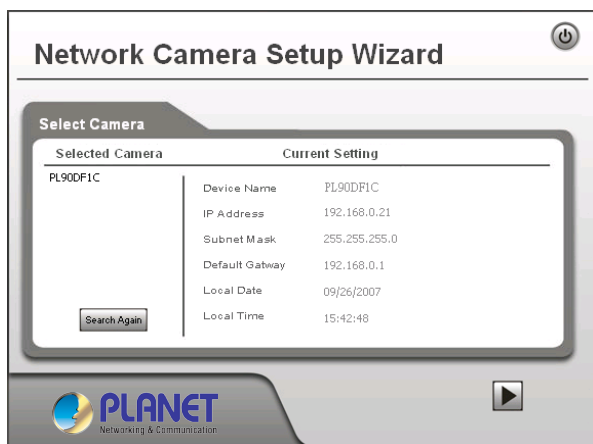 Network Camera Setup Wizard
Select Camera
Selected Camera Current Setting
PL90DF1C
Device Name PL90DF1C
IP Address 192.168.0.21
Subnet Mask 255.255.255.0
Default Gatway 192.168.0.1
Local Date 09/26/2007
Local Time 15:42:48
Search Again
PLANET
Networking & Communication